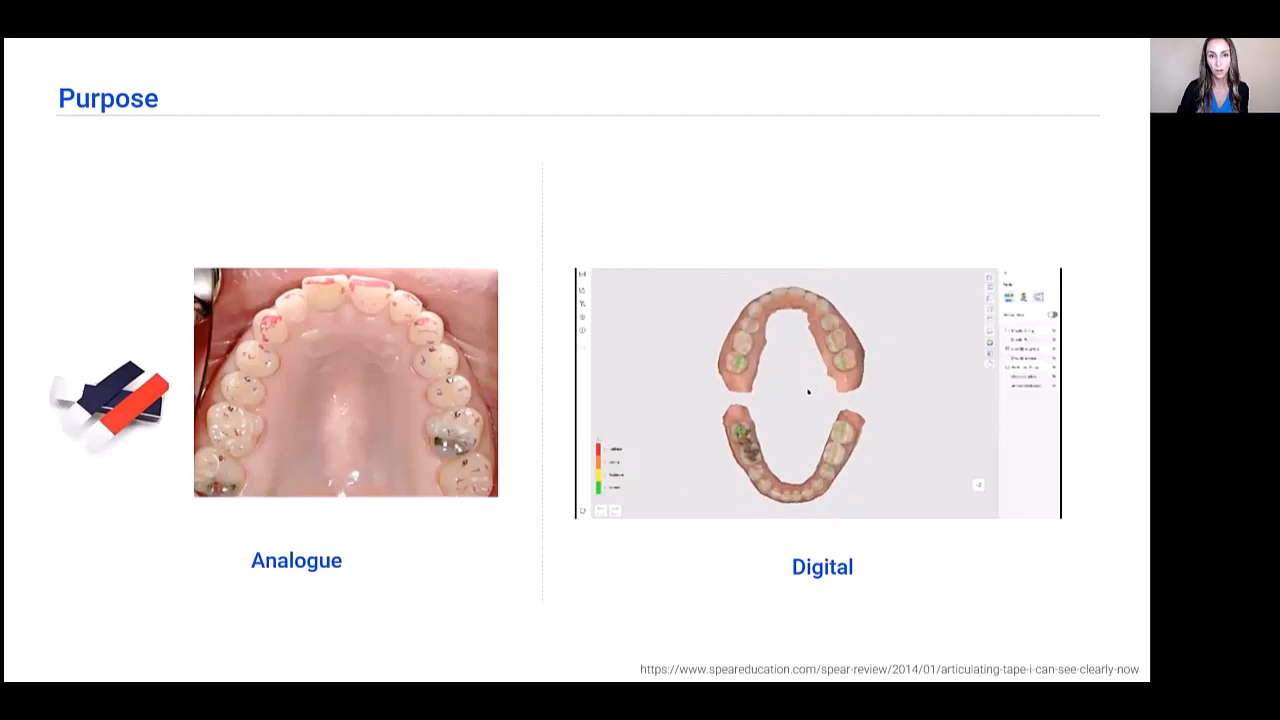 Purpose
Analogue
Digital
https://www.speareducation.com/spear-review/2014/01/articulating-tape-i-can-see-clearly-now